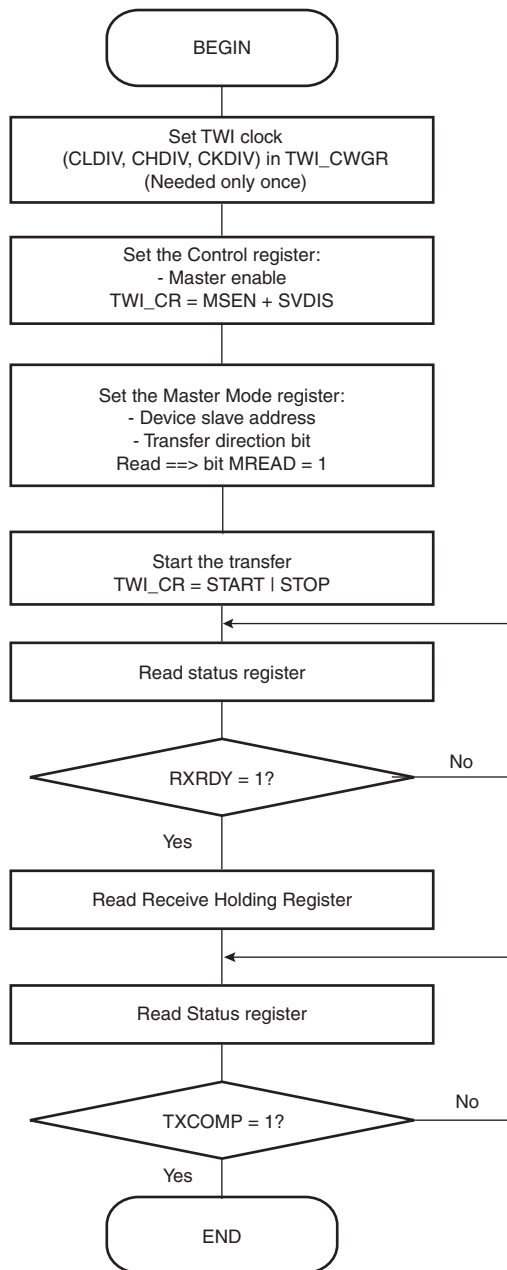 BEGIN
Set TWI clock
(CLDIV, CHDIV, CKDIV) in TWI_CWGR
(Needed only once)
Set the Control register:
- Master enable
TWI_CR = MSEN + SVDIS
Set the Master Mode register:
- Device slave address
- Transfer direction bit
Read ==> bit MREAD = 1
Start the transfer
TWI_CR = START | STOP
Read status register
RXRDY = 1?
No
Yes
Read Receive Holding Register
Read Status register
TXCOMP = 1?
No
Yes
END